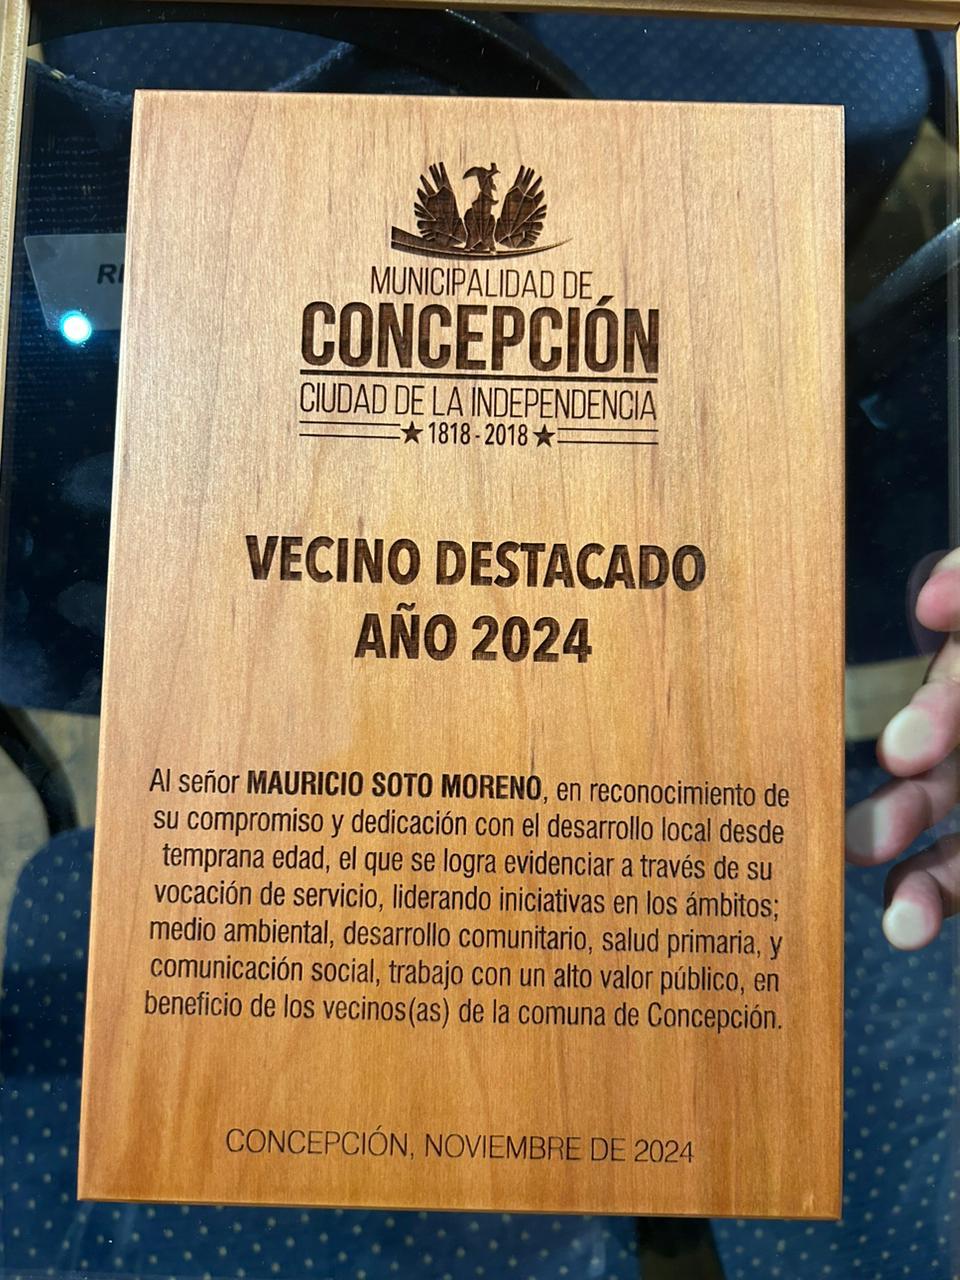 MUNICIPALIDAD DE
CONCEPCIÓN
CIUDAD DE LA INDEPENDENCIA
★ 1818 - 2018 ★
VECINO DESTACADO
AÑO 2024
Al señor MAURICIO SOTO MORENO, en reconocimiento de
su compromiso y dedicación con el desarrollo local desde
temprana edad, el que se logra evidenciar a través de su
vocación de servicio, liderando iniciativas en los ámbitos;
medio ambiental, desarrollo comunitario, salud primaria, y
comunicación social, trabajo con un alto valor público, en
beneficio de los vecinos(as) de la comuna de Concepción.
CONCEPCIÓN, NOVIEMBRE DE 2024